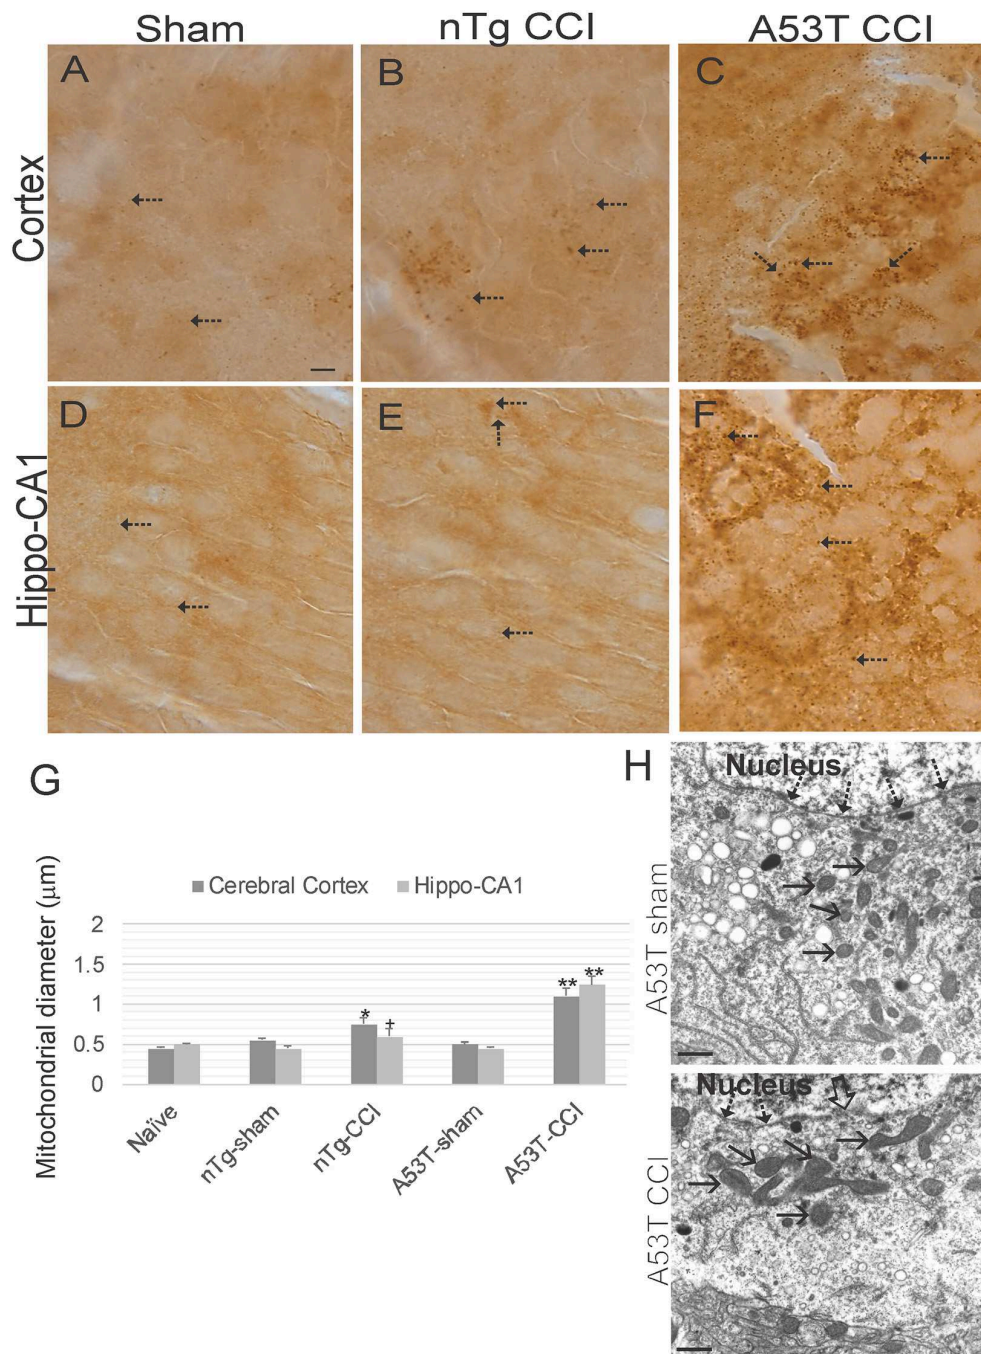 Sham nTg CCI A53T CCI
A B C
Cortex
D E F
Hippo-CA1
G
H
Mitochondrial diameter (μm)
Cerebral Cortex Hippo-CA1
2
1.5
1
0.5
0
* ‡ ** **
Naïve nTg-sham nTg-CCI A53T-sham A53T-CCI
Nucleus
A53T sham
Nucleus
A53T CCI